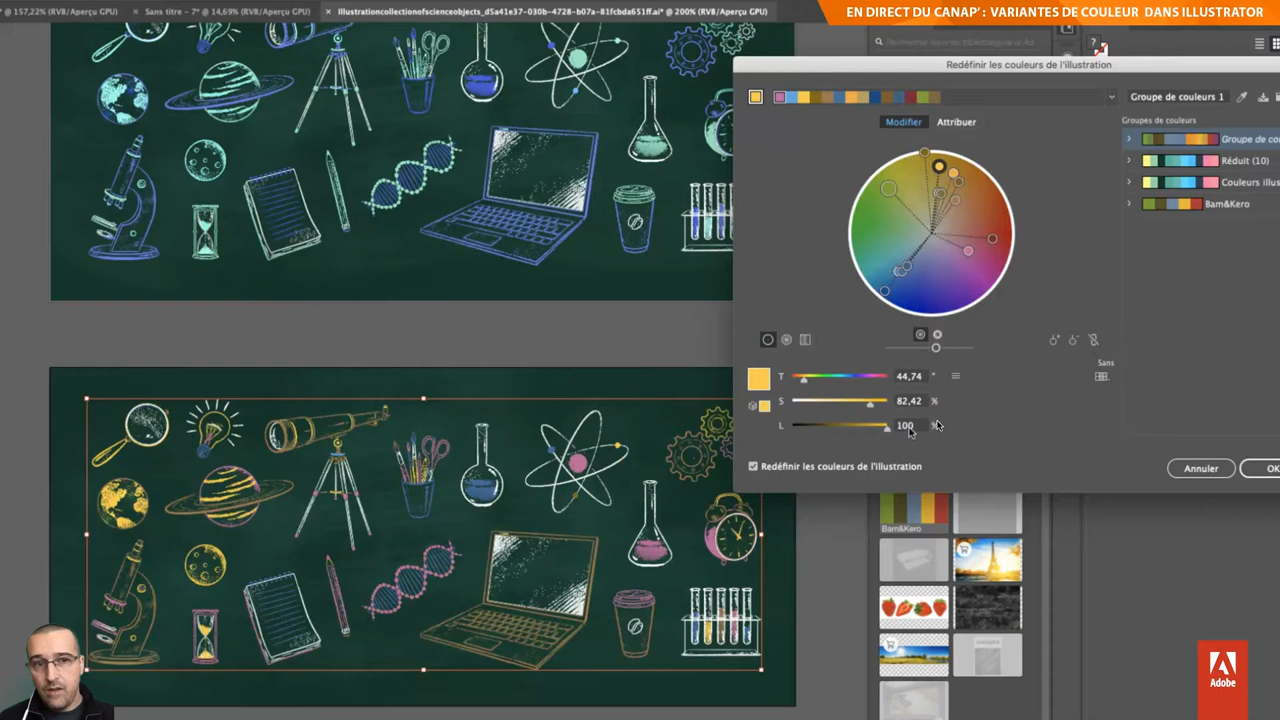 EN DIRECT DU CANAP' : VARIANTES DE COULEUR DANS ILLUSTRATOR
@ 157,22% (RVB/Aperçu GPU)
× Sans titre – 7* @ 14,69% (RVB/Aperçu GPU)
× Illustrationcollectionofscienceobjects_d5a41e37-030b-4728-b07a-81fcbda651ff.ai* @ 200% (RVB/Aperçu GPU)
Redéfinir les couleurs de l'illustration
Groupe de couleurs 1
Modifier
Attribuer
Groupes de couleurs
Groupe de cou
Réduit (10)
Couleurs illus
Bam&Kero
Sans
T 44,74 °
S 82,42 %
L 100 %
Redéfinir les couleurs de l'illustration
Annuler
OK
Bam&Kero
Adobe